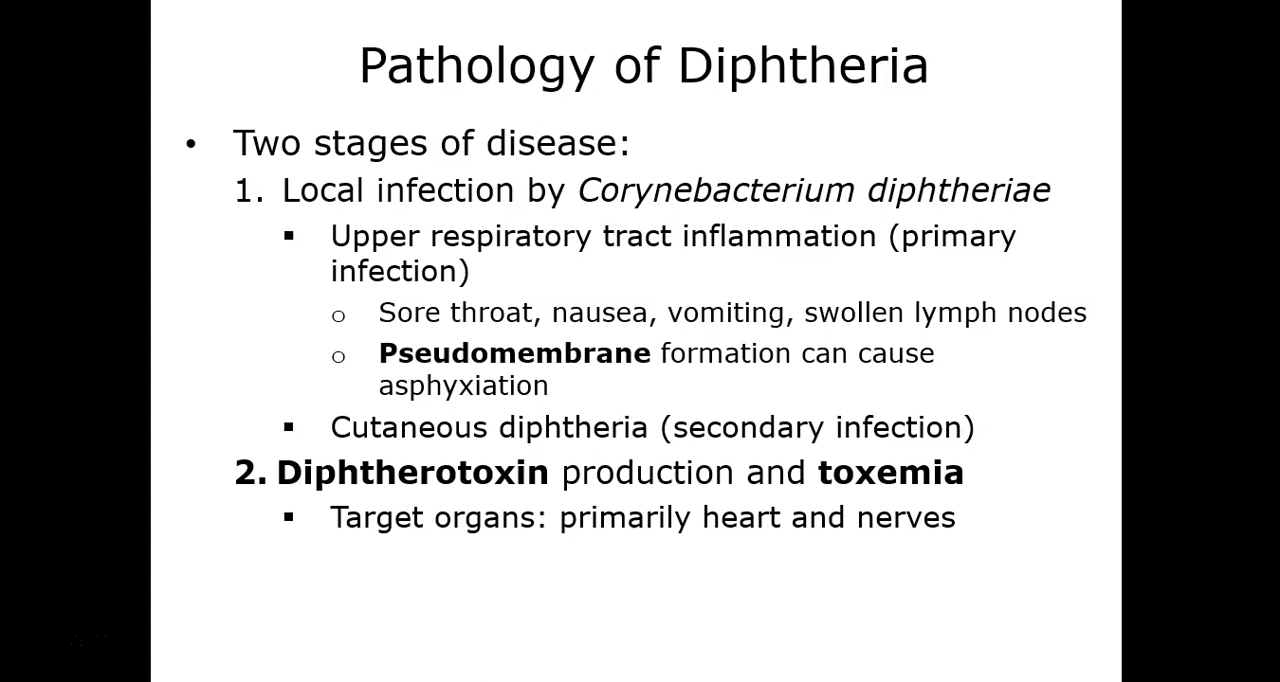 Pathology of Diphtheria
• Two stages of disease:
1. Local infection by Corynebacterium diphtheriae
▪ Upper respiratory tract inflammation (primary
infection)
o Sore throat, nausea, vomiting, swollen lymph nodes
o Pseudomembrane formation can cause
asphyxiation
▪ Cutaneous diphtheria (secondary infection)
2. Diphtherotoxin production and toxemia
▪ Target organs: primarily heart and nerves